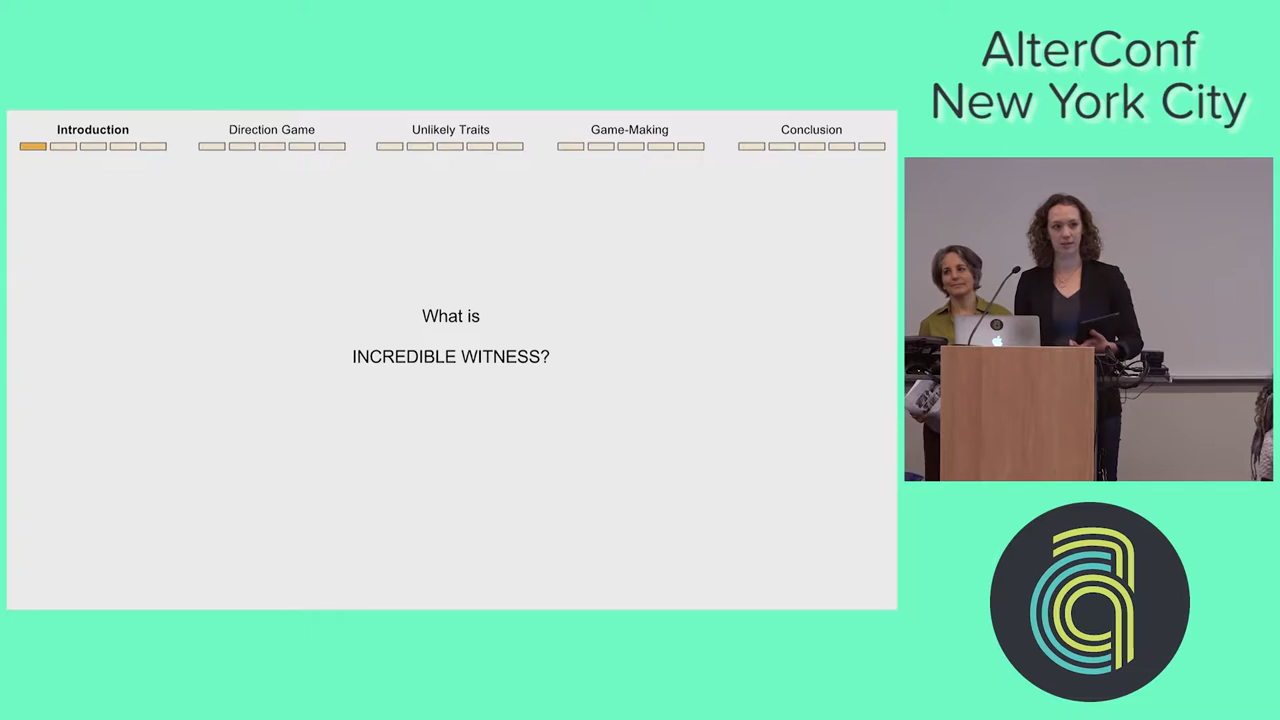 AlterConf
New York City
Introduction
Direction Game
Unlikely Traits
Game-Making
Conclusion
What is
INCREDIBLE WITNESS?